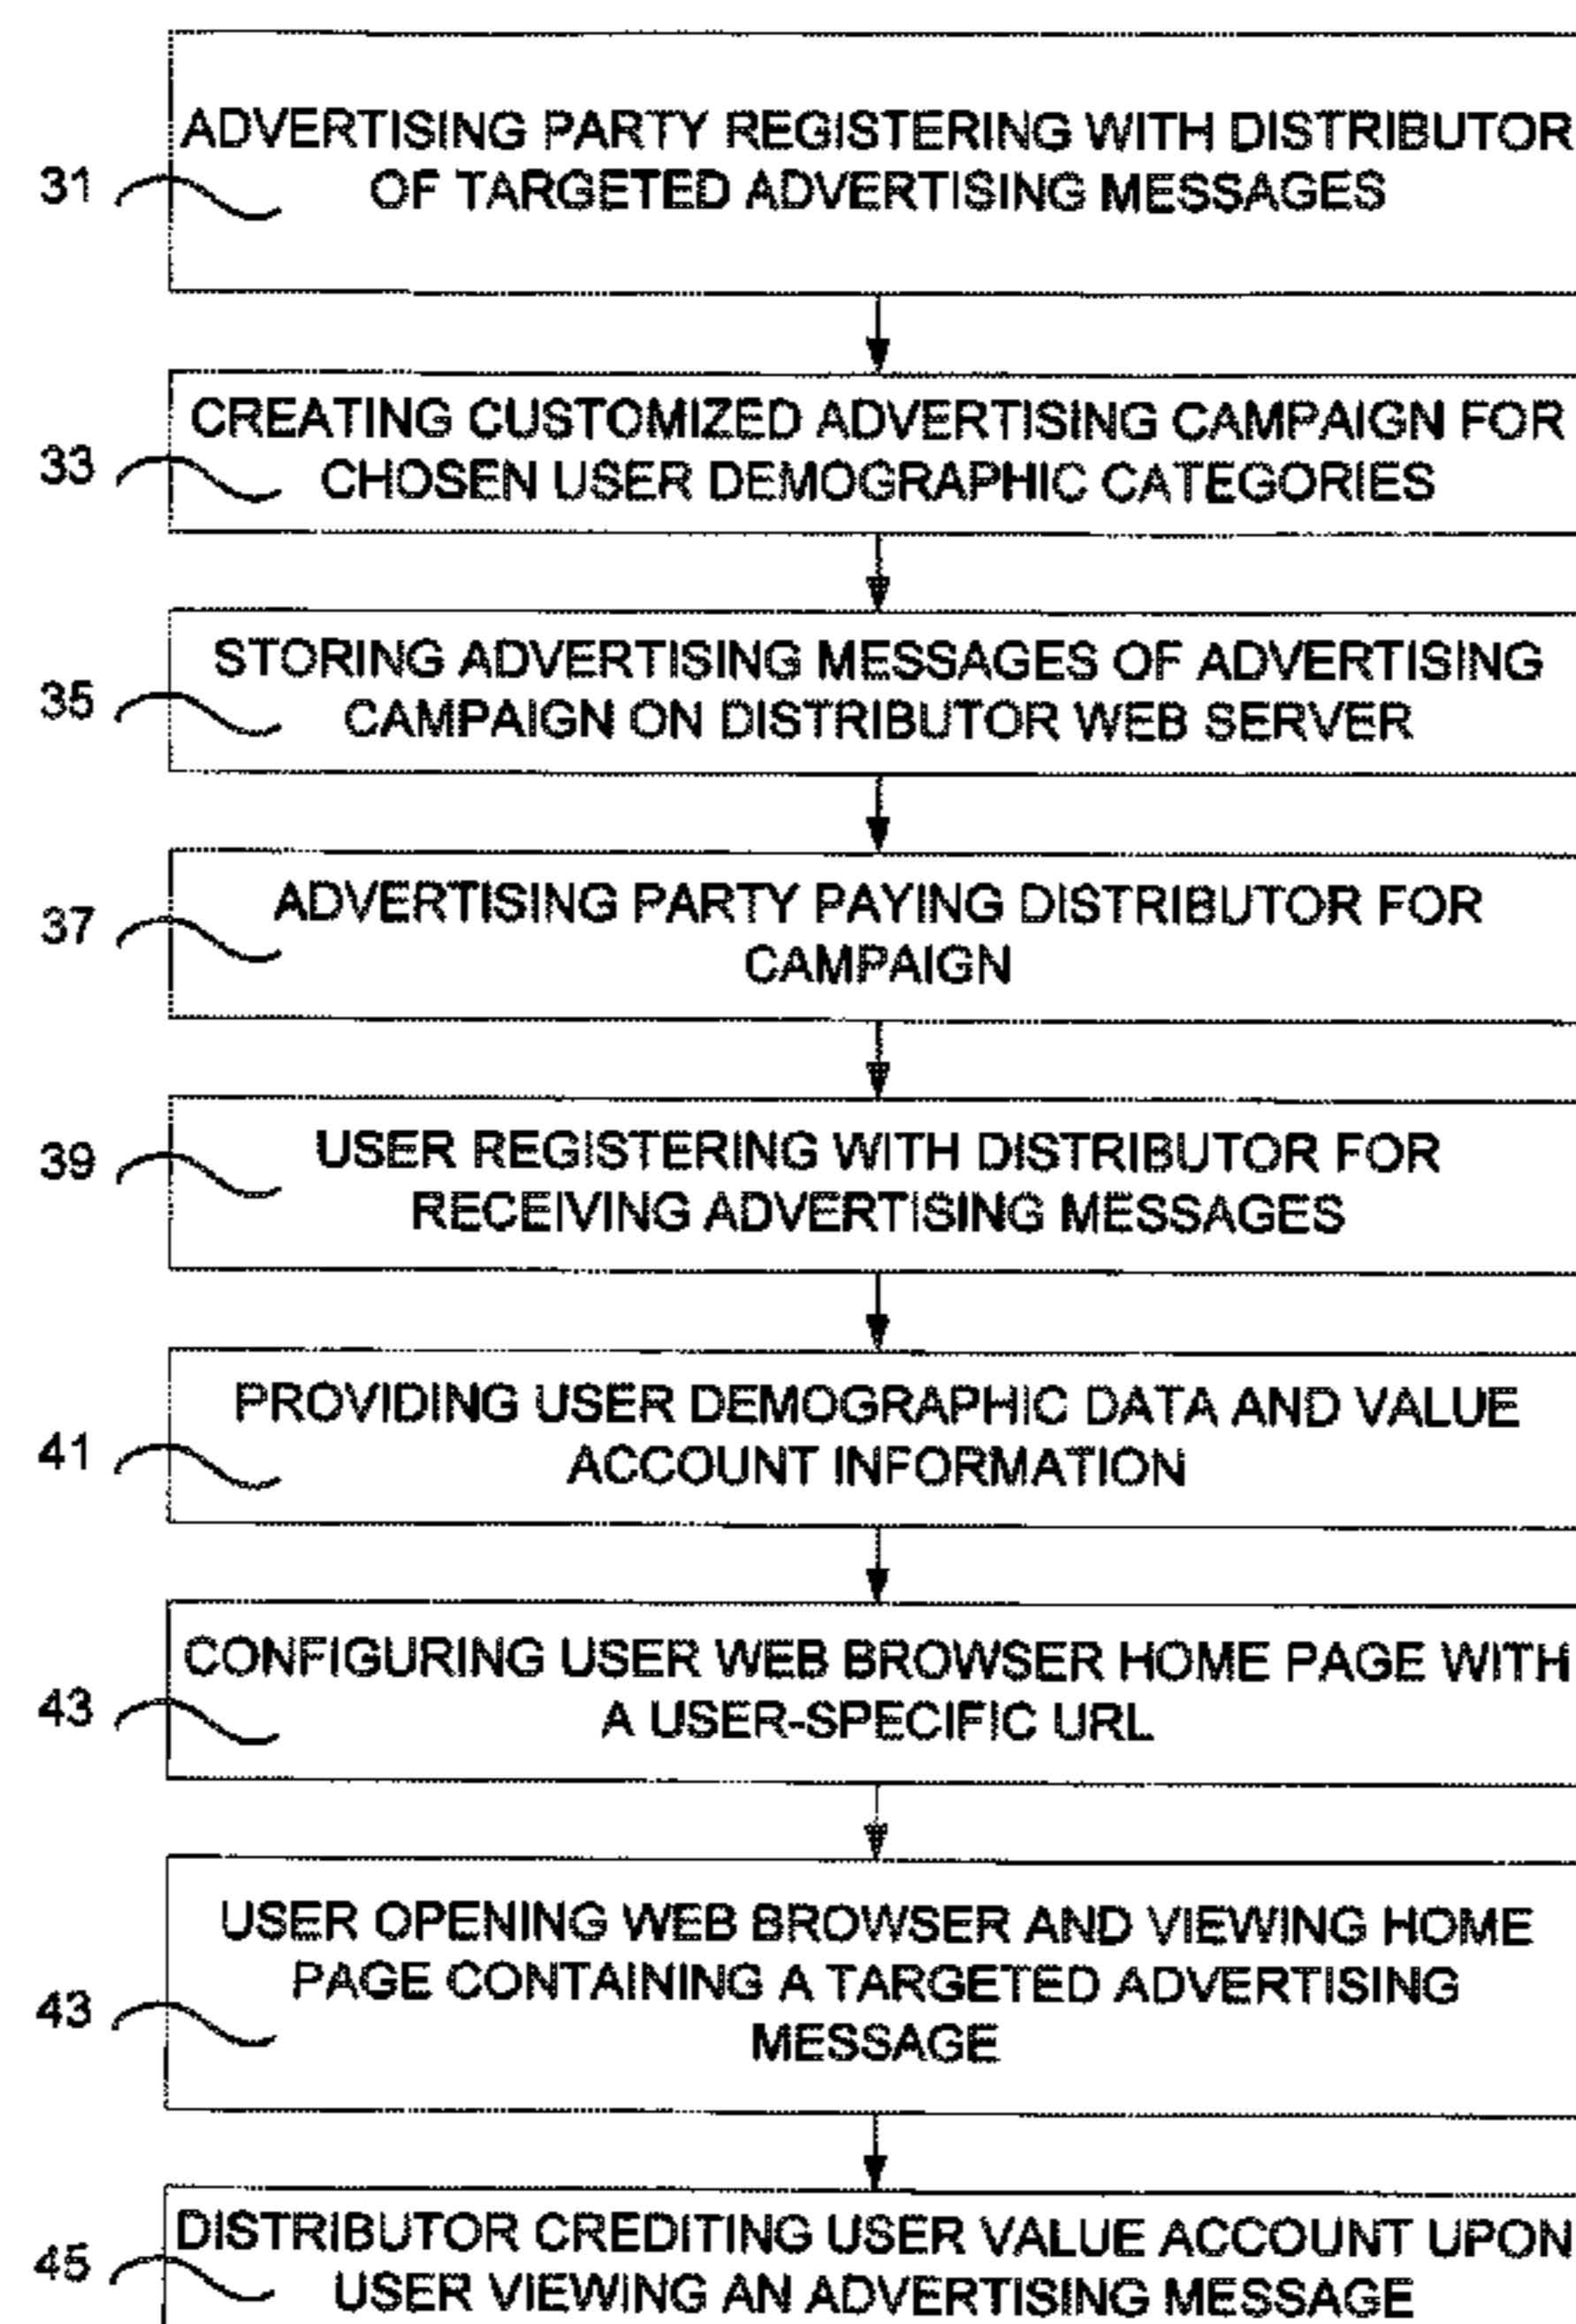 ADVERTISING PARTY REGISTERING WITH DISTRIBUTOR
31
OF TARGETED ADVERTISING MESSAGES
CREATING CUSTOMIZED ADVERTISING CAMPAIGN FOR
33
CHOSEN USER DEMOGRAPHIC CATEGORIES
STORING ADVERTISING MESSAGES OF ADVERTISING
35
CAMPAIGN ON DISTRIBUTOR WEB SERVER
ADVERTISING PARTY PAYING DISTRIBUTOR FOR
37
CAMPAIGN
USER REGISTERING WITH DISTRIBUTOR FOR
39
RECEIVING ADVERTISING MESSAGES
PROVIDING USER DEMOGRAPHIC DATA AND VALUE
41
ACCOUNT INFORMATION
CONFIGURING USER WEB BROWSER HOME PAGE WITH
43
A USER-SPECIFIC URL
USER OPENING WEB BROWSER AND VIEWING HOME
PAGE CONTAINING A TARGETED ADVERTISING
43
MESSAGE
DISTRIBUTOR CREDITING USER VALUE ACCOUNT UPON
45
USER VIEWING AN ADVERTISING MESSAGE